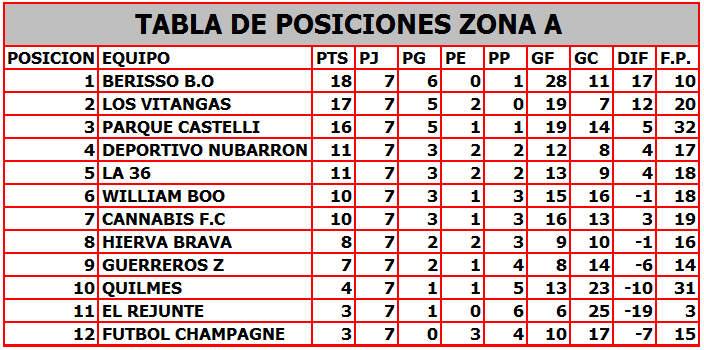 TABLA DE POSICIONES ZONA A
POSICION EQUIPO PTS PJ PG PE PP GF GC DIF F.P.
1 BERISSO B.O 18 7 6 0 1 28 11 17 10
2 LOS VITANGAS 17 7 5 2 0 19 7 12 20
3 PARQUE CASTELLI 16 7 5 1 1 19 14 5 32
4 DEPORTIVO NUBARRON 11 7 3 2 2 12 8 4 17
5 LA 36 11 7 3 2 2 13 9 4 18
6 WILLIAM BOO 10 7 3 1 3 15 16 -1 18
7 CANNABIS F.C 10 7 3 1 3 16 13 3 19
8 HIERVA BRAVA 8 7 2 2 3 9 10 -1 16
9 GUERREROS Z 7 7 2 1 4 8 14 -6 14
10 QUILMES 4 7 1 1 5 13 23 -10 31
11 EL REJUNTE 3 7 1 0 6 6 25 -19 3
12 FUTBOL CHAMPAGNE 3 7 0 3 4 10 17 -7 15